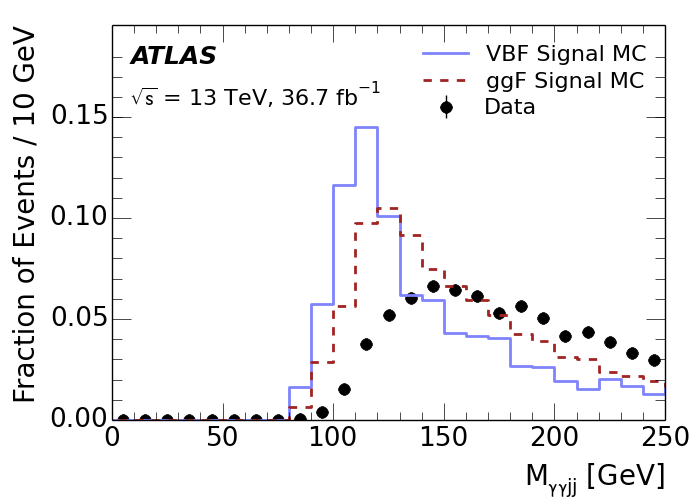 ATLAS
√s = 13 TeV, 36.7 fb⁻¹
VBF Signal MC
ggF Signal MC
Data
Fraction of Events / 10 GeV
0.15
0.10
0.05
0.00
0 50 100 150 200 250
Mγγjj [GeV]